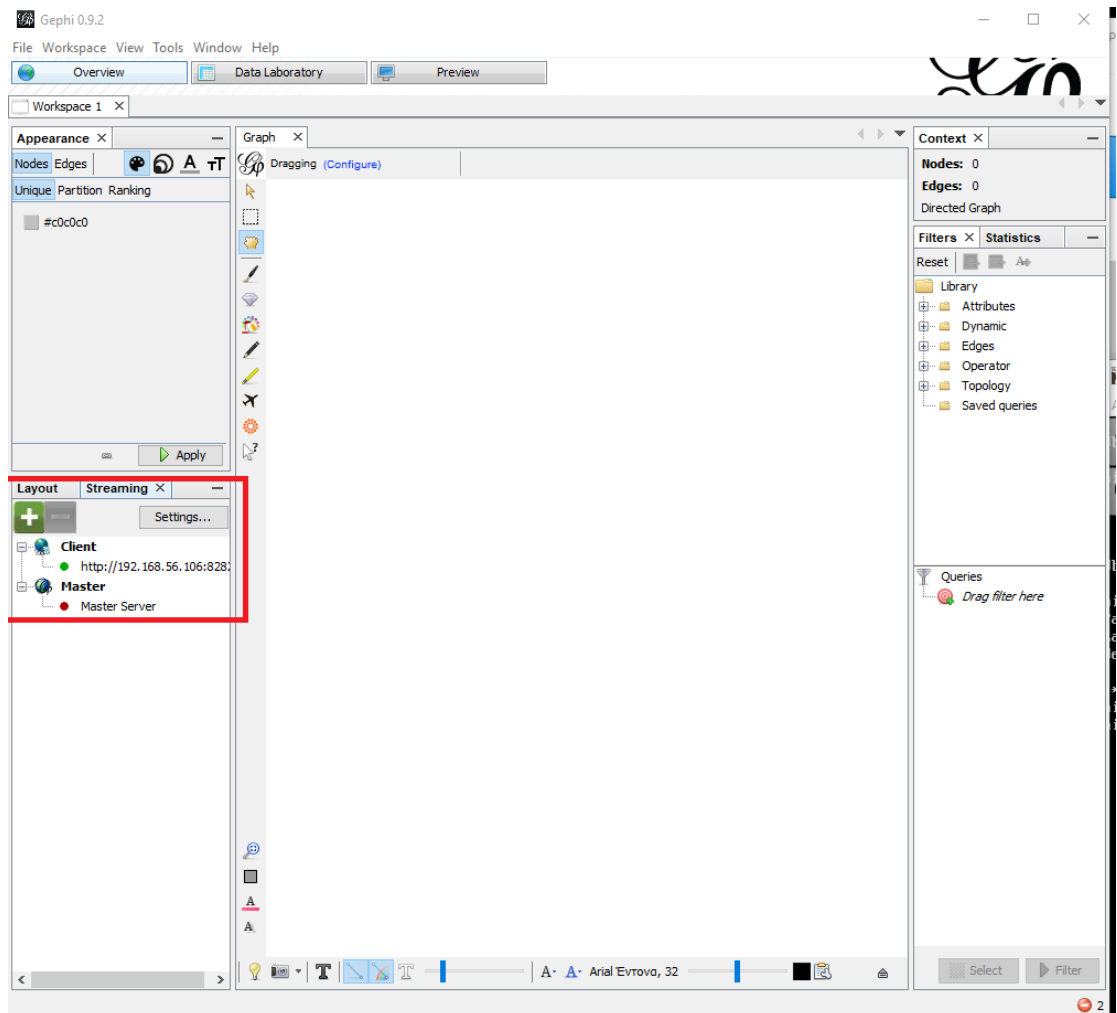 Gephi 0.9.2
File Workspace View Tools Window Help
Overview Data Laboratory Preview
Workspace 1
Appearance
Nodes Edges
Unique Partition Ranking
#c0c0c0
Apply
Layout Streaming
Settings...
Client
http://192.168.56.106:828
Master
Master Server
Graph
Dragging (Configure)
A- A- Arial Έντονα, 32
Context
Nodes: 0
Edges: 0
Directed Graph
Filters Statistics
Reset
Library
Attributes
Dynamic
Edges
Operator
Topology
Saved queries
Queries
Drag filter here
Select Filter
2